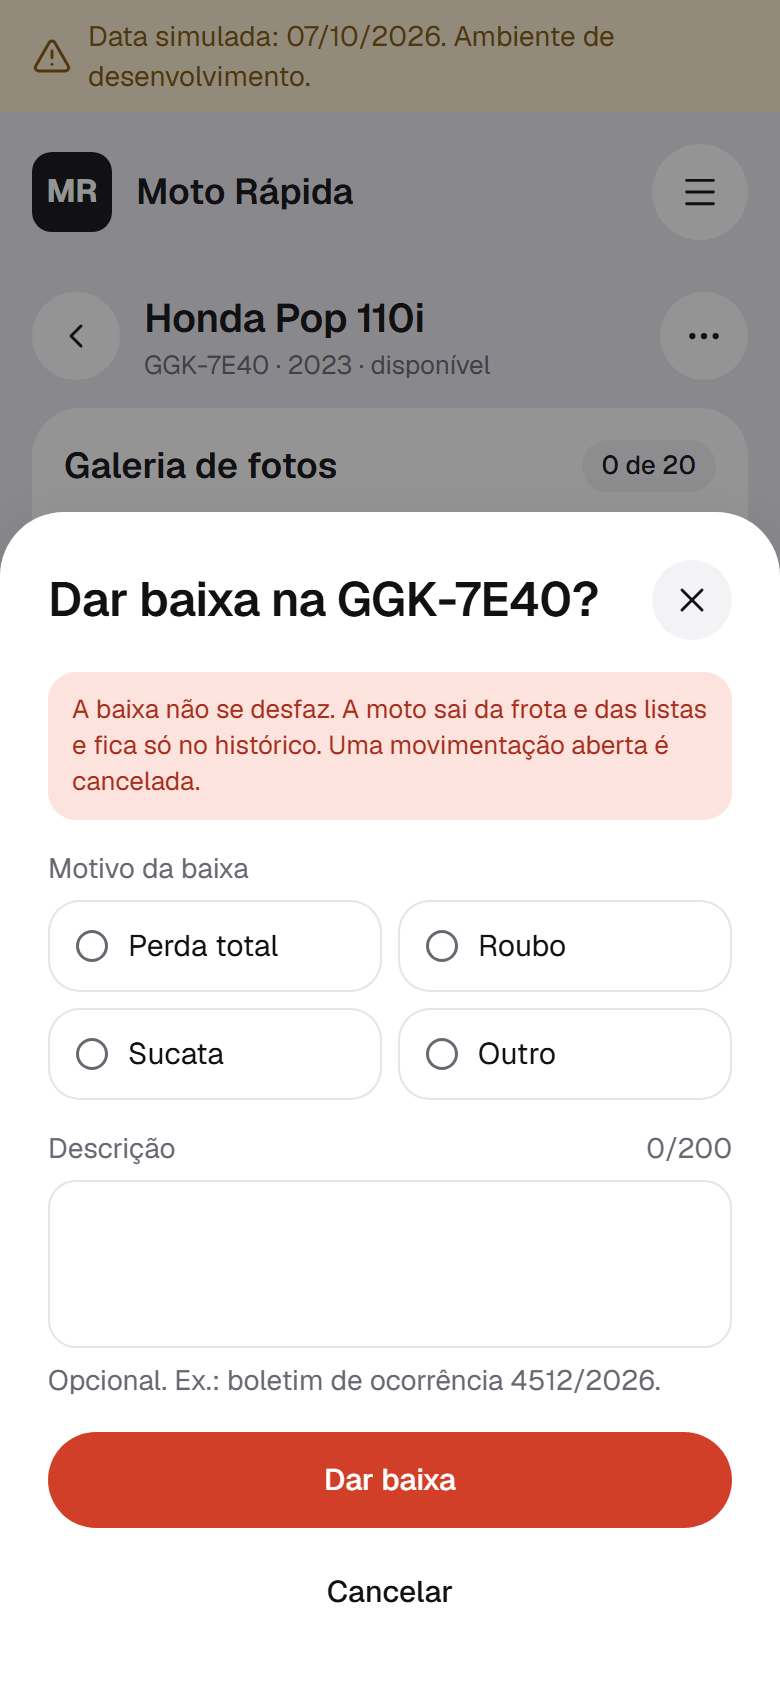 Data simulada: 07/10/2026. Ambiente de
desenvolvimento.
MR
Moto Rápida
Honda Pop 110i
GGK-7E40 · 2023 · disponível
Galeria de fotos
0 de 20
Dar baixa na GGK-7E40?
A baixa não se desfaz. A moto sai da frota e das listas
e fica só no histórico. Uma movimentação aberta é
cancelada.
Motivo da baixa
Perda total
Roubo
Sucata
Outro
Descrição
0/200
Opcional. Ex.: boletim de ocorrência 4512/2026.
Dar baixa
Cancelar